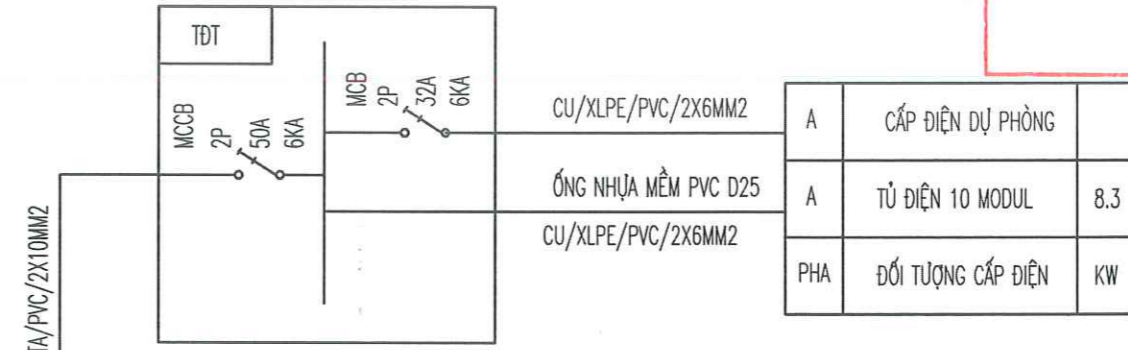 TĐT
MCCB
2P
50A
6KA
MCB
2P
32A
6KA
CU/XLPE/PVC/2X6MM2
ỐNG NHỰA MỀM PVC D25
CU/XLPE/PVC/2X6MM2
TA/PVC/2X10MM2
A CẤP ĐIỆN DỰ PHÒNG
A TỦ ĐIỆN 10 MODUL 8.3
PHA ĐỐI TƯỢNG CẤP ĐIỆN KW